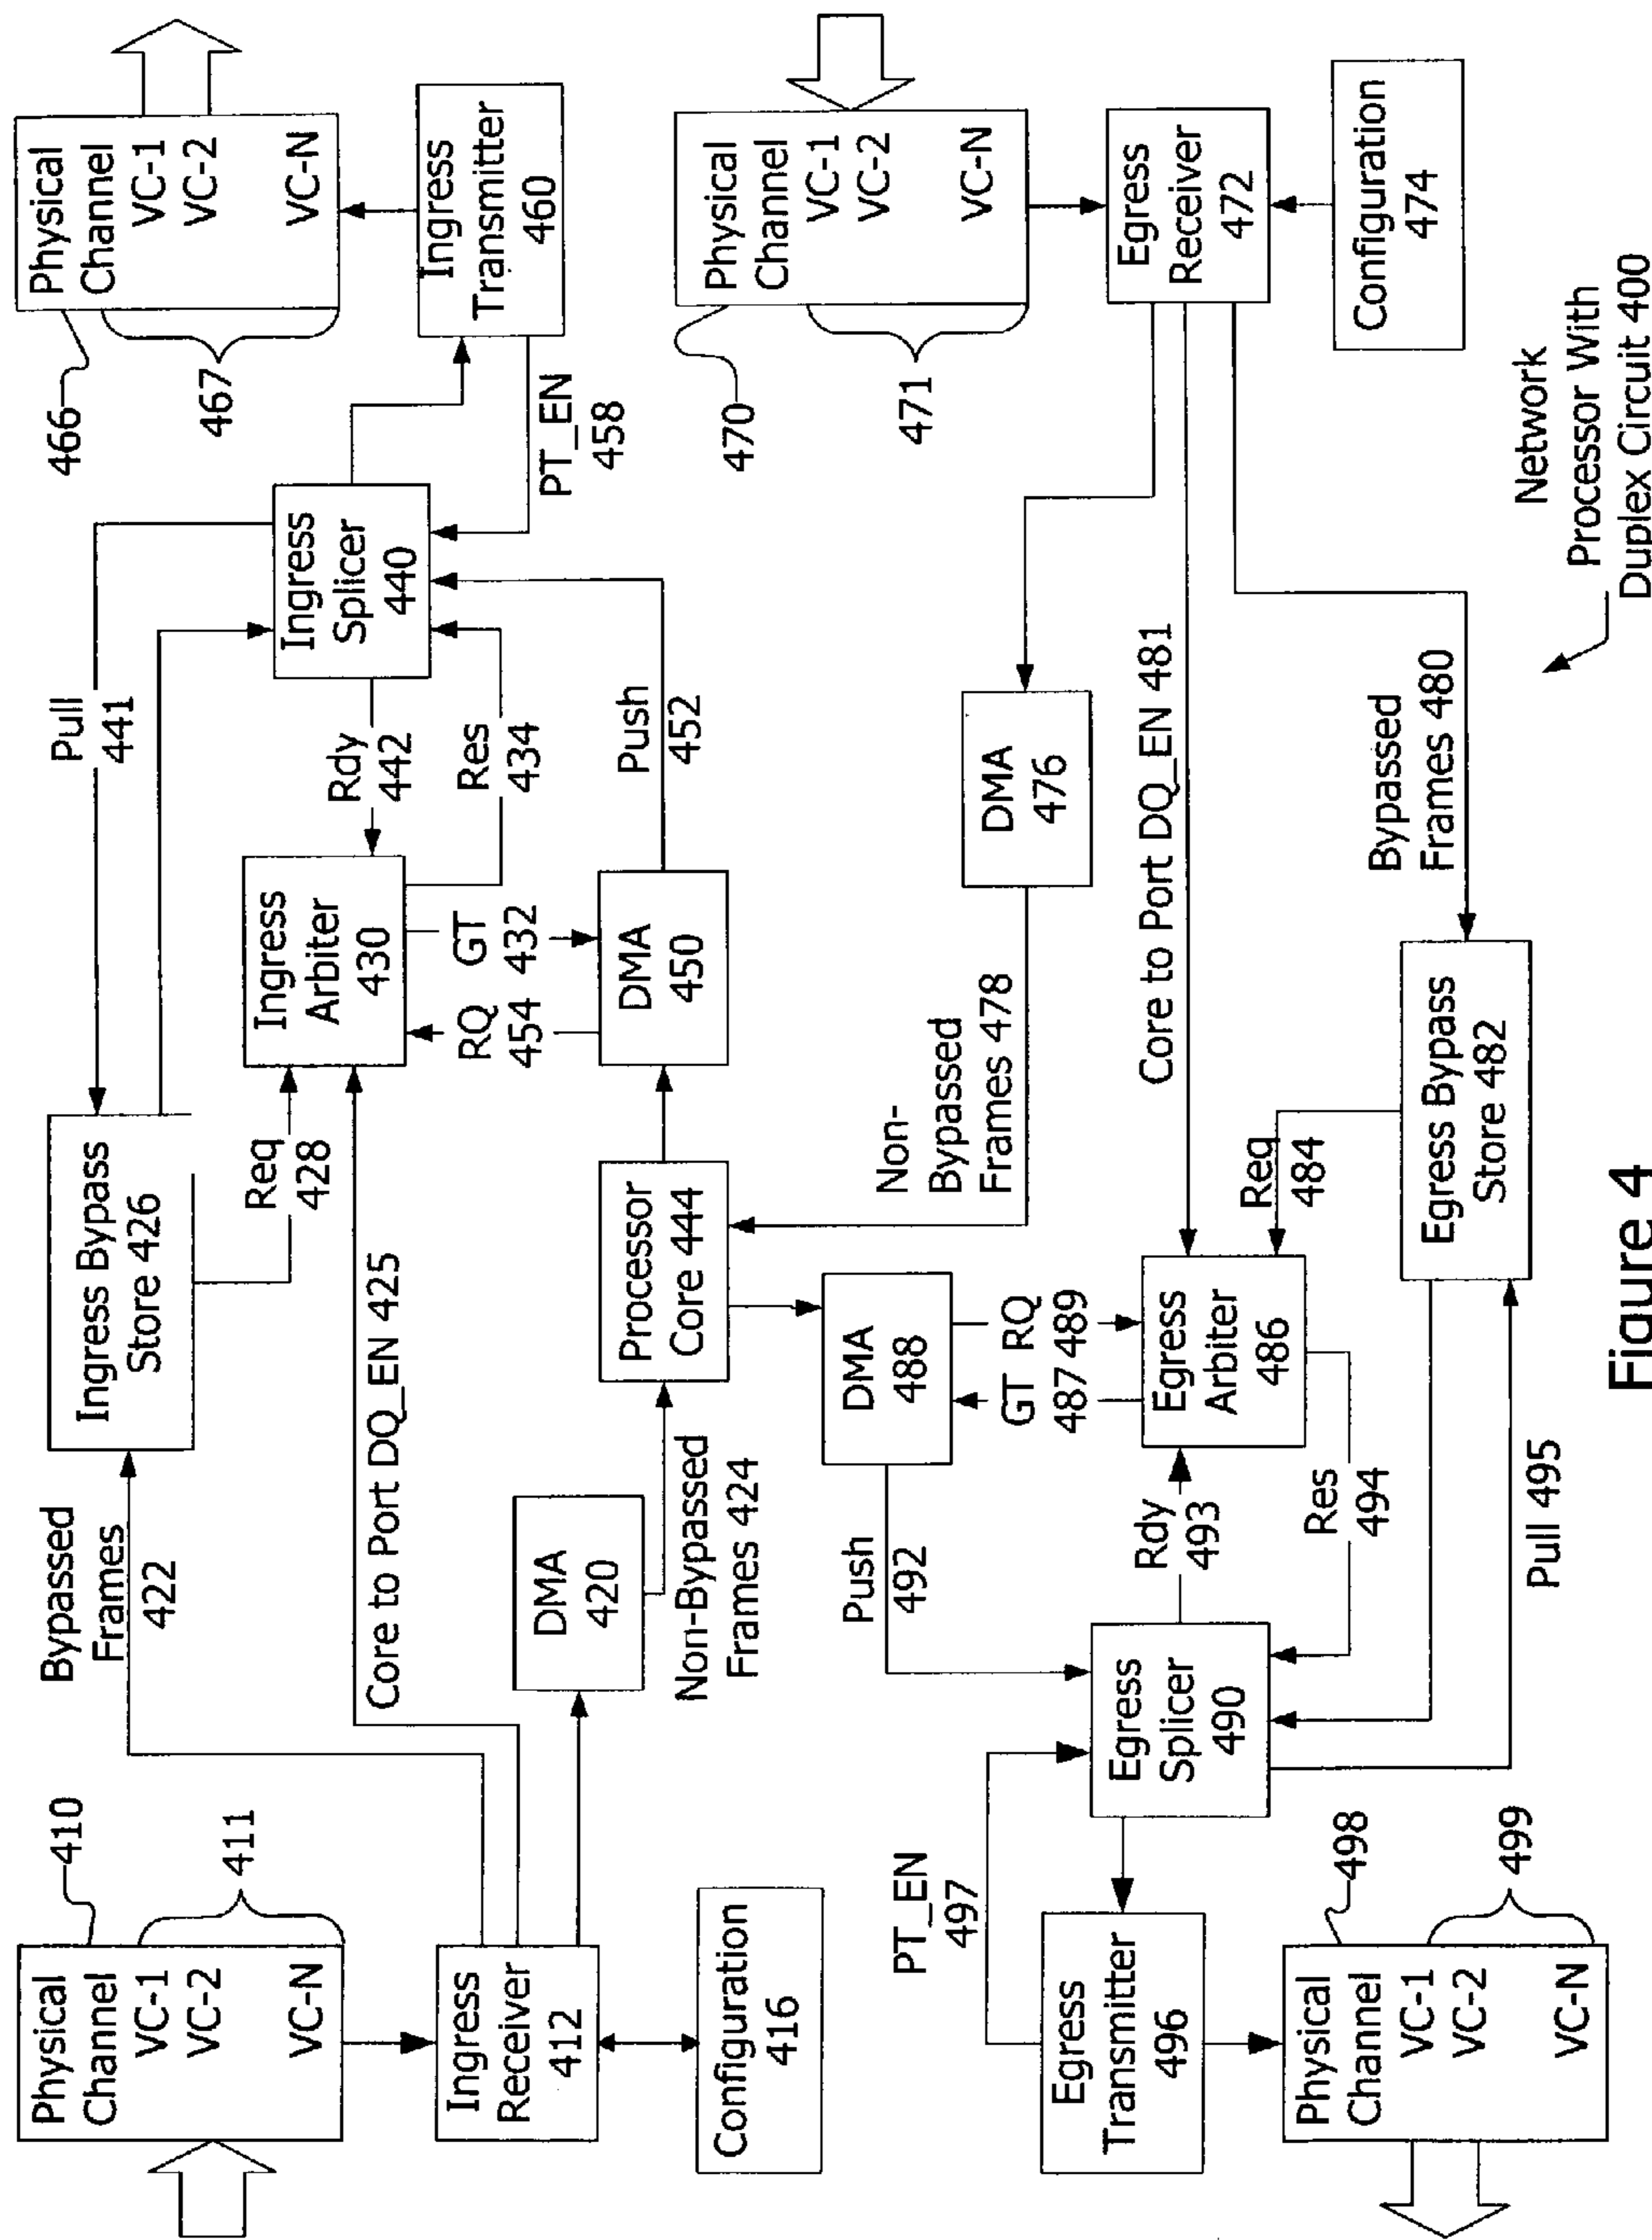 Physical
Channel
VC-1
VC-2
VC-N
410
411
Ingress
Receiver
412
Configuration
416
Bypassed
Frames
422
Core to Port DQ_EN 425
DMA
420
Non-Bypassed
Frames 424
Ingress Bypass
Store 426
Req
428
Pull
441
Ingress
Arbiter
430
RQ
454
GT
432
Rdy
442
Res
434
Ingress
Splicer
440
Processor
Core 444
DMA
450
Push
452
PT_EN
458
Ingress
Transmitter
460
Physical
Channel
VC-1
VC-2
VC-N
466
467
Physical
Channel
VC-1
VC-2
VC-N
470
471
Egress
Receiver
472
Configuration
474
DMA
476
Non-
Bypassed
Frames 478
Core to Port DQ_EN 481
Bypassed
Frames 480
Egress Bypass
Store 482
Req
484
DMA
488
GT RQ
487 489
Egress
Arbiter
486
Push
492
Rdy
493
Res
494
Pull 495
Egress
Splicer
490
PT_EN
497
Egress
Transmitter
496
Physical
Channel
VC-1
VC-2
VC-N
498
499
Network
Processor With
Duplex Circuit 400
Figure 4